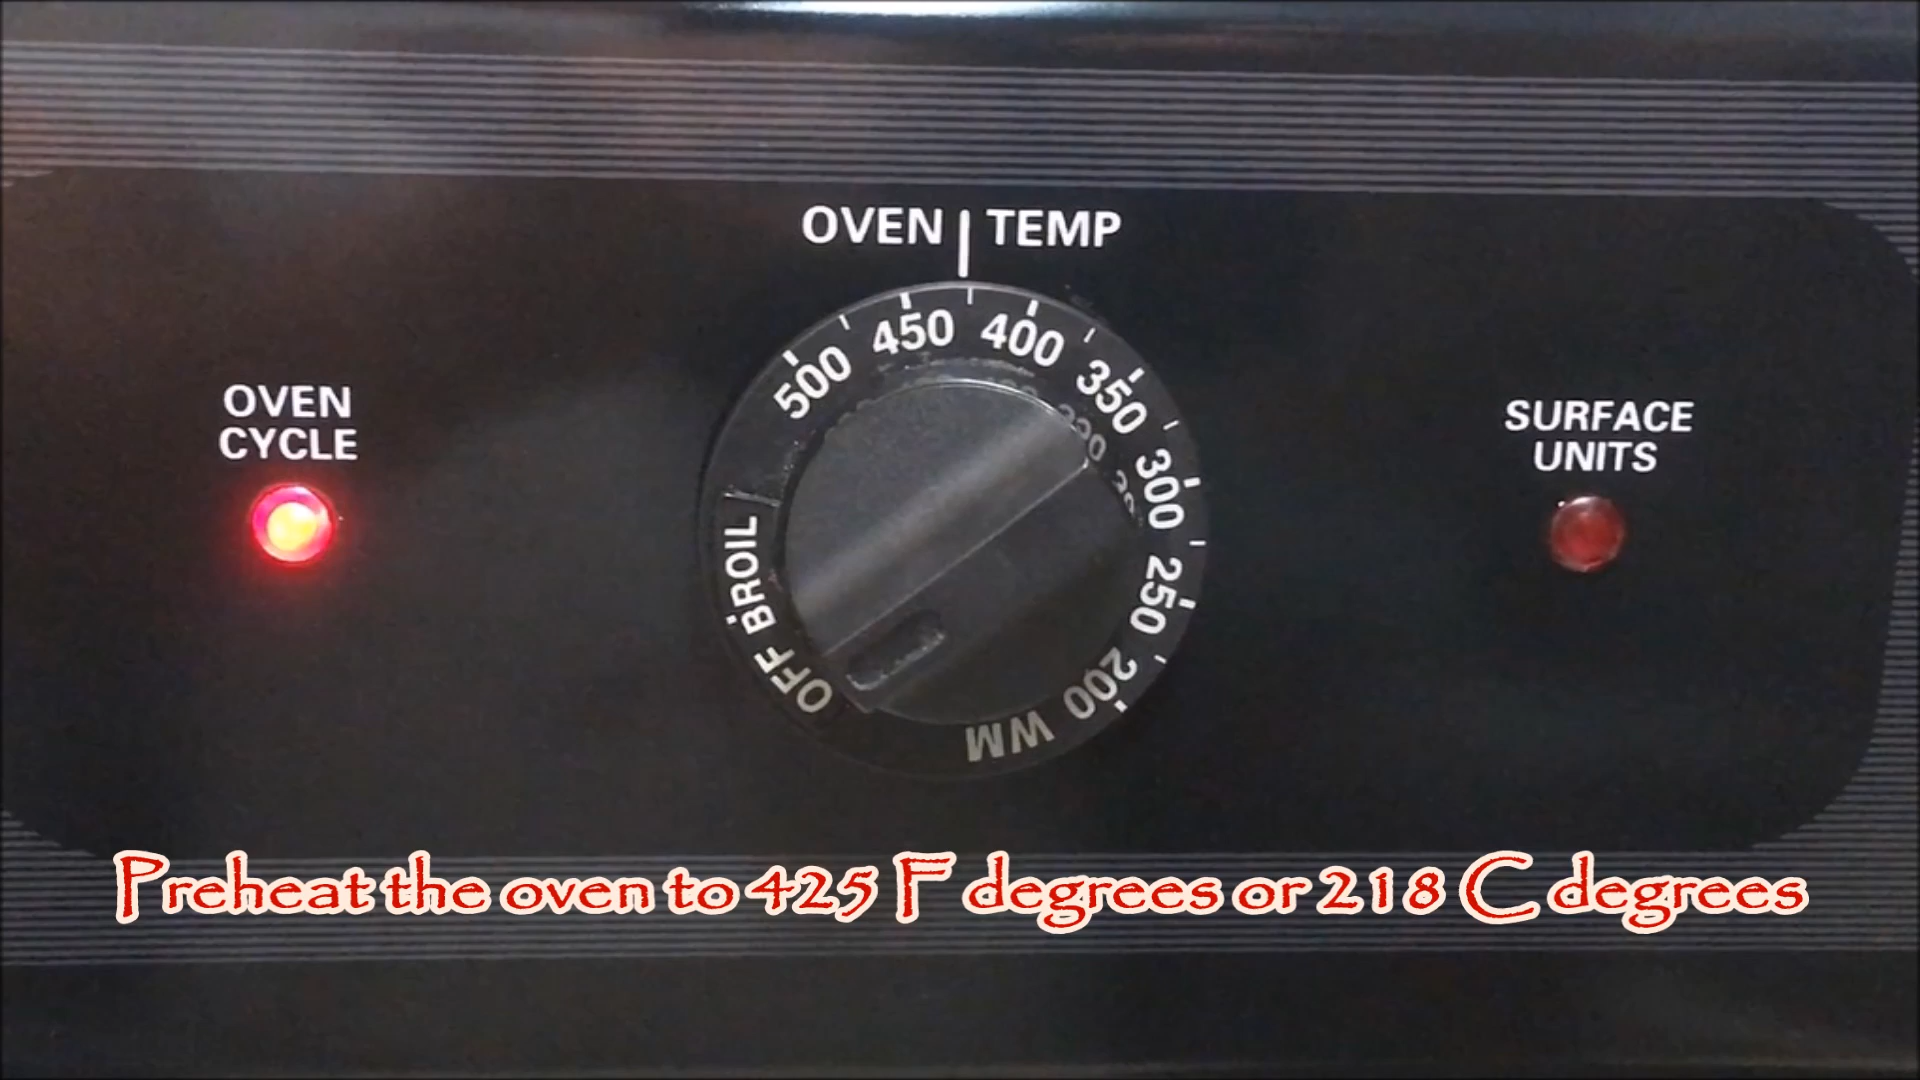 OVEN TEMP
450 400
500 350
OVEN
CYCLE
SURFACE
UNITS
300
BROIL 250
OFF 200
WM
Preheat the oven to 425 F degrees or 218 C degrees